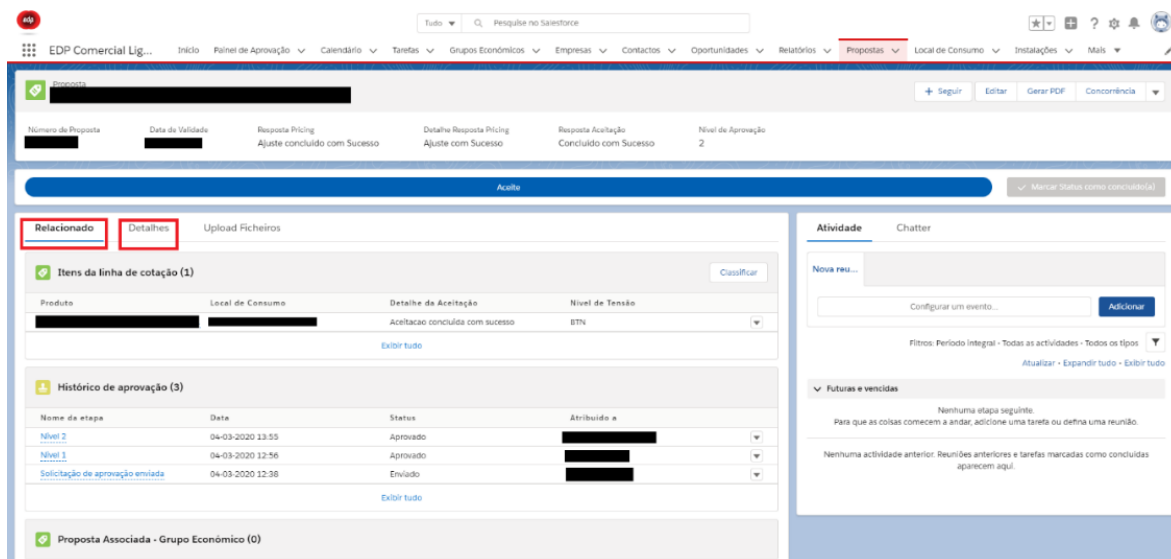 edp
Tudo Pesquise no Salesforce
EDP Comercial Lig... Início Painel de Aprovação Calendário Tarefas Grupos Económicos Empresas Contactos Oportunidades Relatórios Propostas Local de Consumo Instalações Mais
Proposta
+ Seguir Editar Gerar PDF Concorrência
Número de Proposta Data de Validade Resposta Pricing Detalhe Resposta Pricing Resposta Aceitação Nível de Aprovação
Ajuste concluído com Sucesso Ajuste com Sucesso Concluído com Sucesso 2
Aceite Marcar Status como concluído(a)
Relacionado Detalhes Upload Ficheiros
Itens da linha de cotação (1) Classificar
Produto Local de Consumo Detalhe da Aceitação Nível de Tensão
Aceitacao concluída com sucesso BTN
Exibir tudo
Histórico de aprovação (3)
Nome da etapa Data Status Atribuído a
Nível 2 04-03-2020 13:55 Aprovado
Nível 1 04-03-2020 12:56 Aprovado
Solicitação de aprovação enviada 04-03-2020 12:38 Enviado
Exibir tudo
Proposta Associada - Grupo Económico (0)
Atividade Chatter
Nova reu...
Configurar um evento... Adicionar
Filtros: Período integral - Todas as actividades - Todos os tipos
Atualizar • Expandir tudo • Exibir tudo
Futuras e vencidas
Nenhuma etapa seguinte.
Para que as coisas comecem a andar, adicione uma tarefa ou defina uma reunião.
Nenhuma actividade anterior. Reuniões anteriores e tarefas marcadas como concluídas
aparecem aqui.